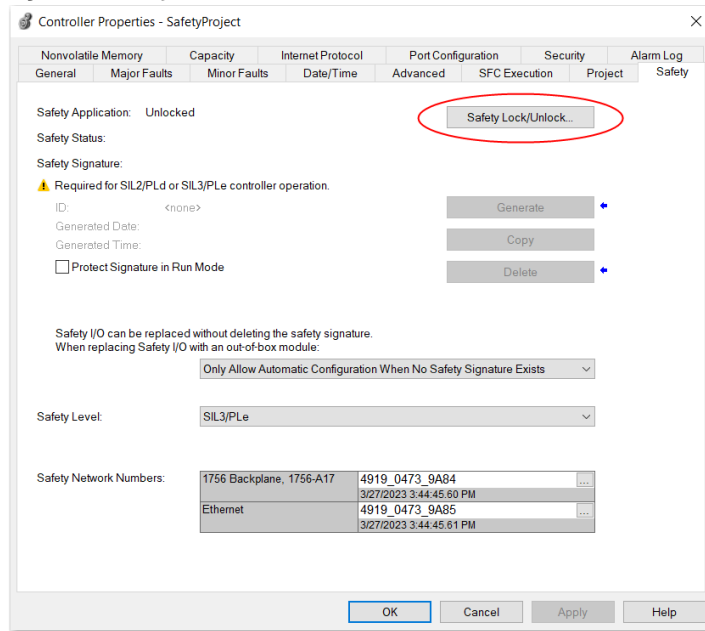 Controller Properties - SafetyProject
Nonvolatile Memory Capacity Internet Protocol Port Configuration Security Alarm Log
General Major Faults Minor Faults Date/Time Advanced SFC Execution Project Safety
Safety Application: Unlocked Safety Lock/Unlock...
Safety Status:
Safety Signature:
Required for SIL2/PLd or SIL3/PLe controller operation.
ID: <none> Generate
Generated Date:
Generated Time: Copy
Protect Signature in Run Mode Delete
Safety I/O can be replaced without deleting the safety signature.
When replacing Safety I/O with an out-of-box module:
Only Allow Automatic Configuration When No Safety Signature Exists
Safety Level: SIL3/PLe
Safety Network Numbers: 1756 Backplane, 1756-A17 4919_0473_9A84 ...
3/27/2023 3:44:45.60 PM
Ethernet 4919_0473_9A85 ...
3/27/2023 3:44:45.61 PM
OK Cancel Apply Help